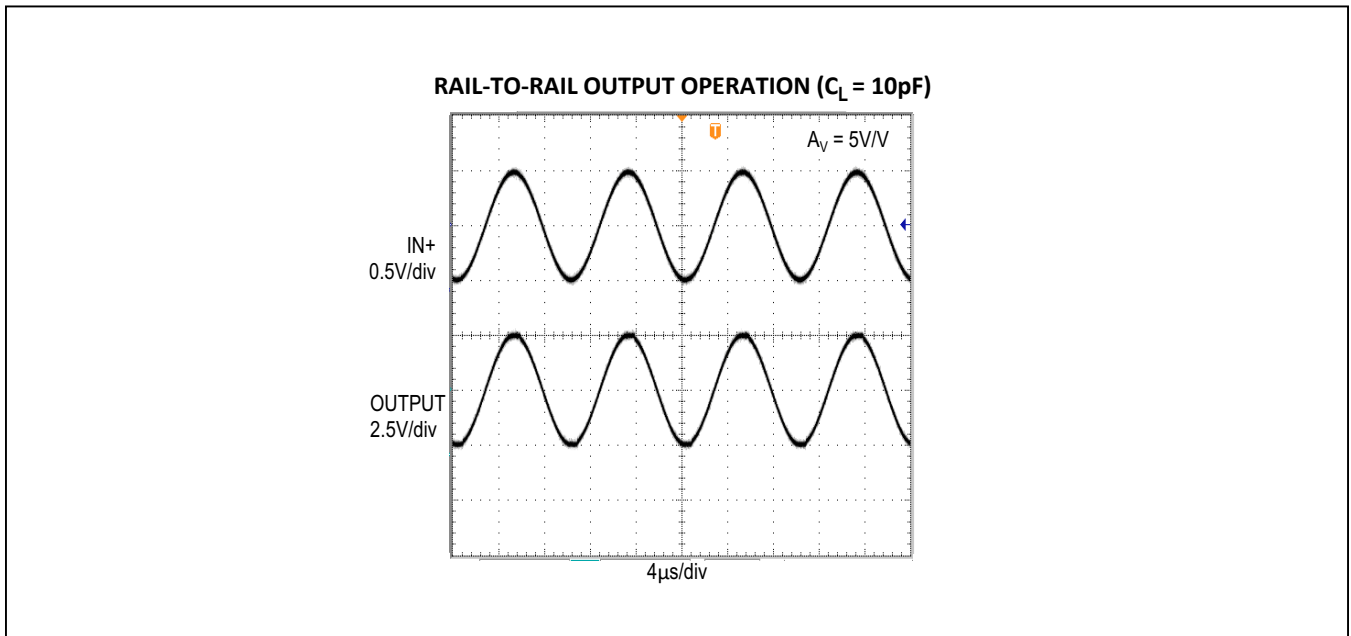 RAIL-TO-RAIL OUTPUT OPERATION (CL = 10pF)
T
AV = 5V/V
IN+
0.5V/div
OUTPUT
2.5V/div
4µs/div